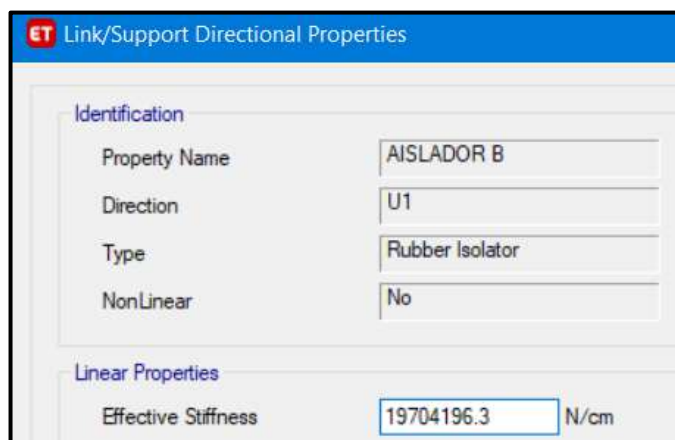 ET Link/Support Directional Properties
Identification
Property Name AISLADOR B
Direction U1
Type Rubber Isolator
NonLinear No
Linear Properties
Effective Stiffness 19704196.3 N/cm